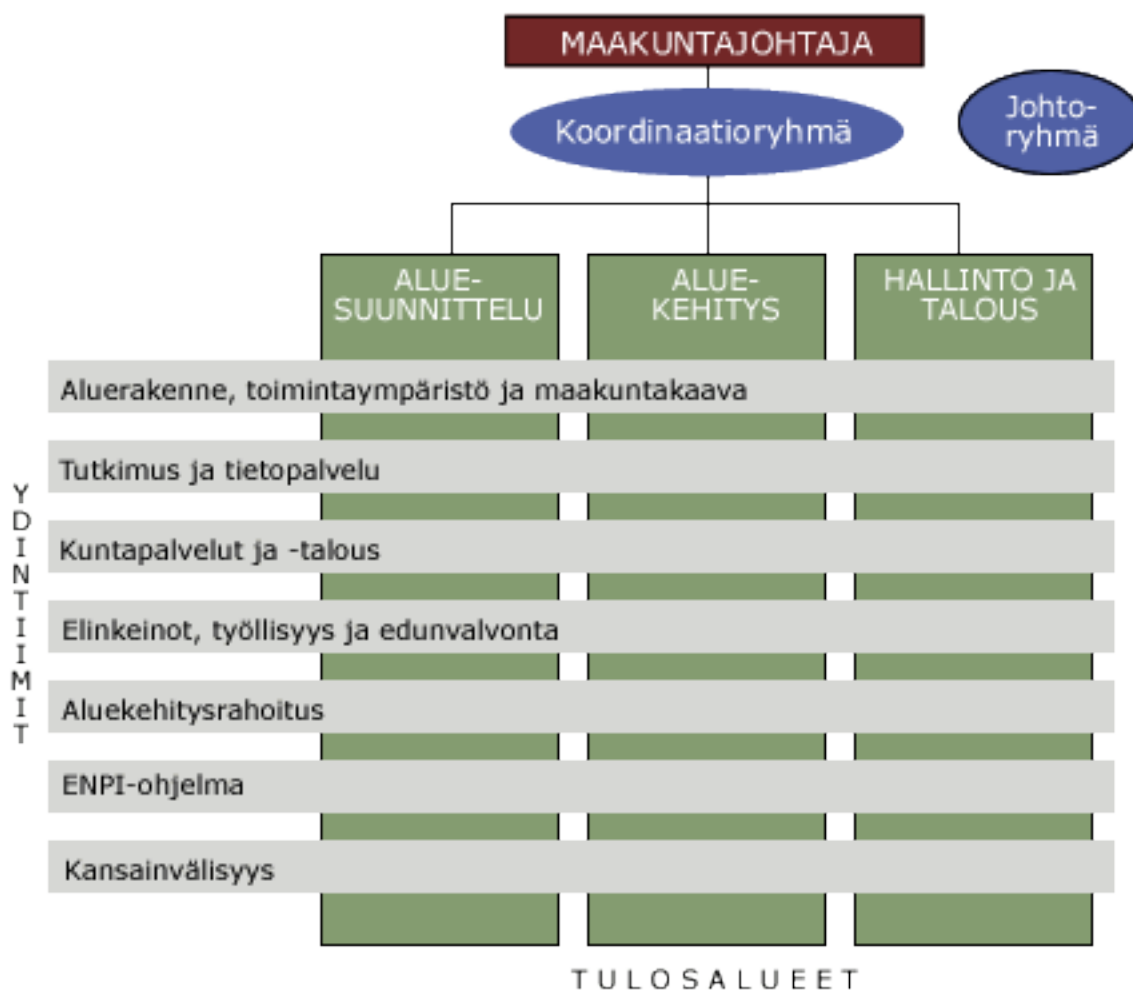 MAAKUNTAJOHTAJA
Koordinaatioryhmä
Johto-
ryhmä
ALUE-
SUUNNITTELU
ALUE-
KEHITYS
HALLINTO JA
TALOUS
Aluerakenne, toimintaympäristö ja maakuntakaava
Tutkimus ja tietopalvelu
Kuntapalvelut ja -talous
Elinkeinot, työllisyys ja edunvalvonta
Aluekehitysrahoitus
ENPI-ohjelma
Kansainvälisyys
YDINTIIMIT
TULOSALUEET